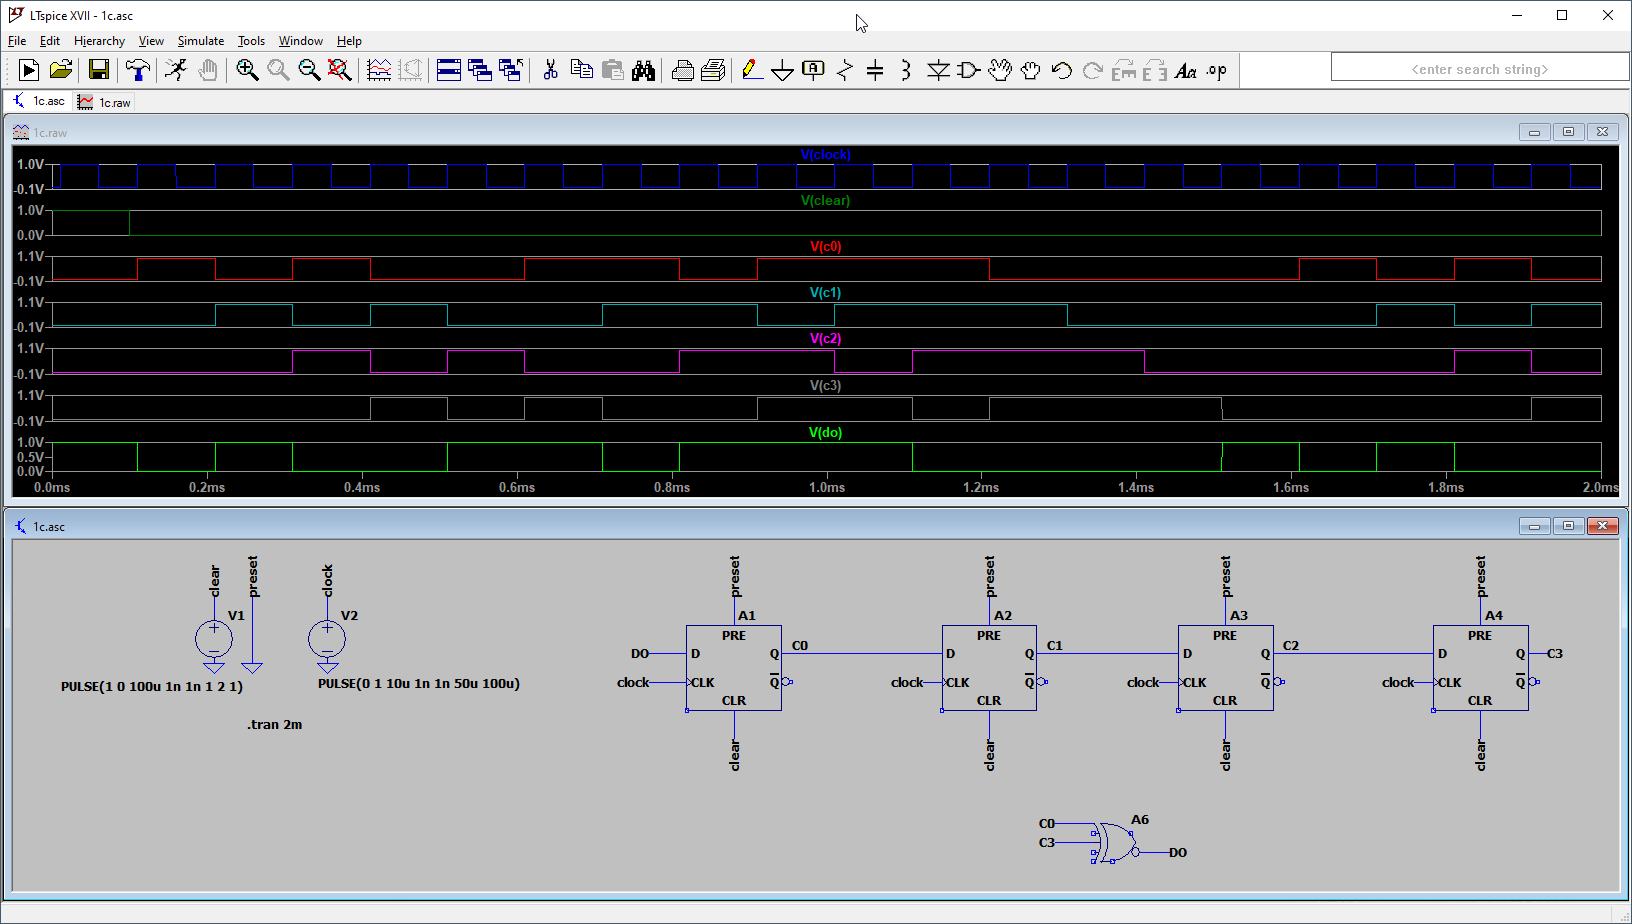 LTspice XVII - 1c.asc
File Edit Hierarchy View Simulate Tools Window Help
.op
<enter search string>
1c.asc 1c.raw
1c.raw
V(clock)
1.0V
-0.1V
V(clear)
1.0V
0.0V
V(c0)
1.1V
-0.1V
V(c1)
1.1V
-0.1V
V(c2)
1.1V
-0.1V
V(c3)
1.1V
-0.1V
V(do)
1.0V
0.5V
0.0V
0.0ms 0.2ms 0.4ms 0.6ms 0.8ms 1.0ms 1.2ms 1.4ms 1.6ms 1.8ms 2.0ms
1c.asc
clear preset clock
V1 V2
PULSE(1 0 100u 1n 1n 1 2 1) PULSE(0 1 10u 1n 1n 50u 100u)
.tran 2m
preset preset preset preset
A1 A2 A3 A4
PRE PRE PRE PRE
DO D Q C0 D Q C1 D Q C2 D Q C3
clock CLK Q clock CLK Q clock CLK Q clock CLK Q
CLR CLR CLR CLR
clear clear clear clear
A6
C0
C3
DO